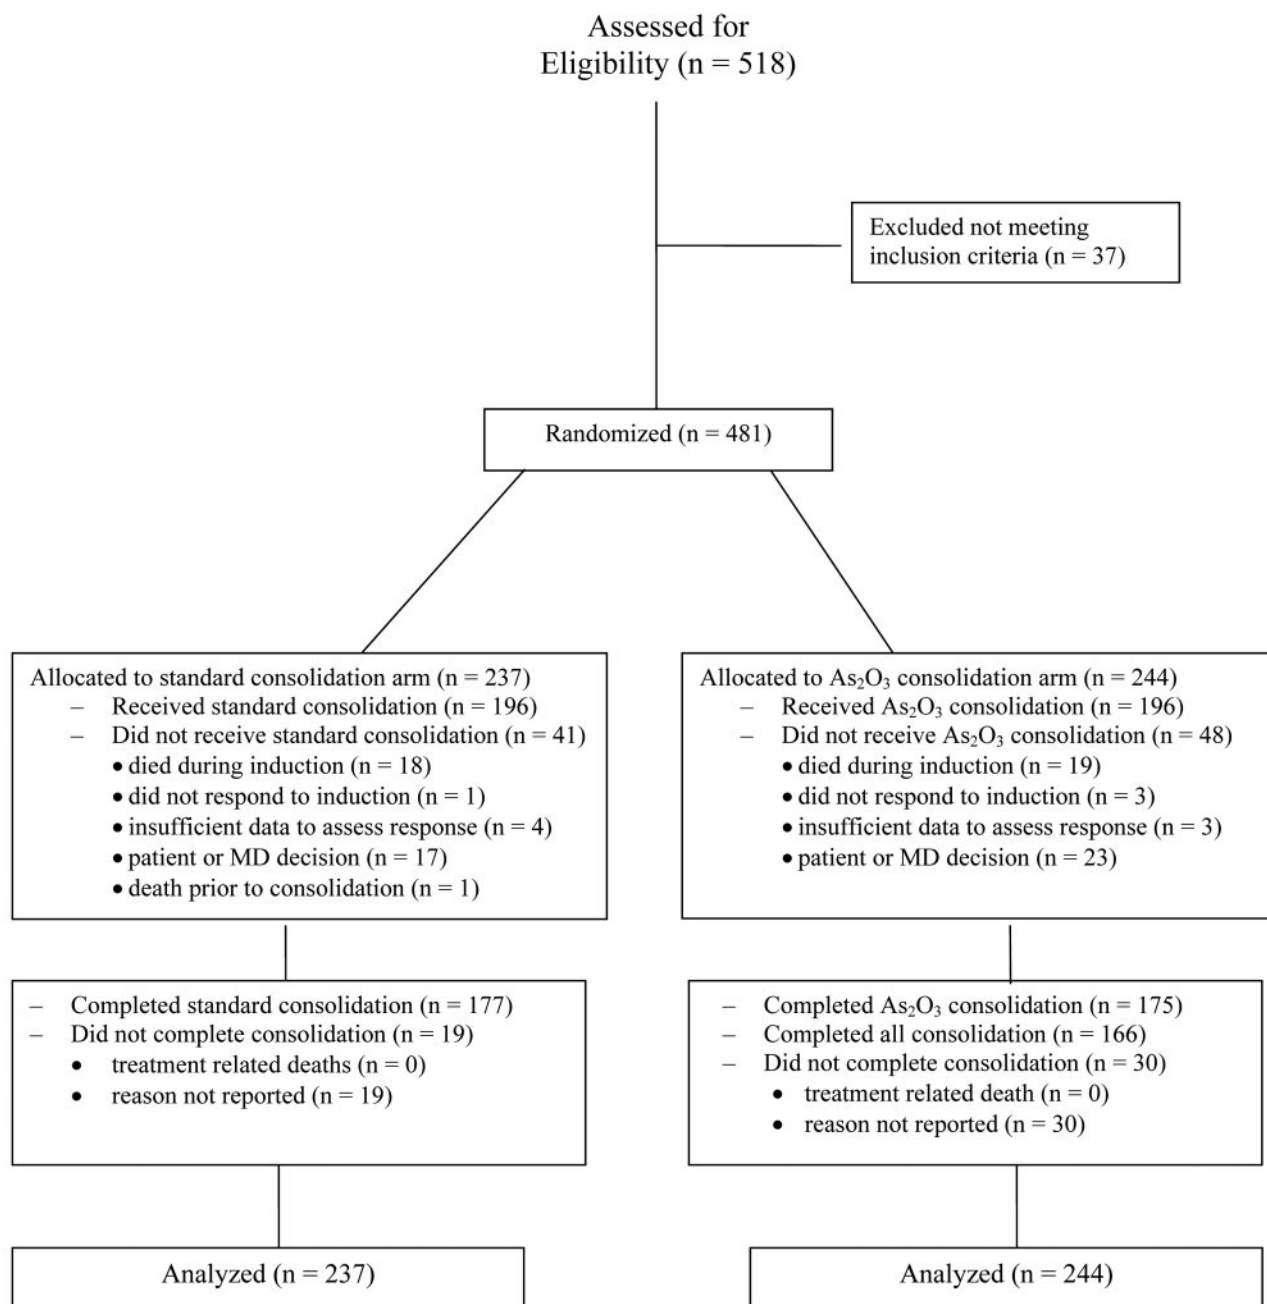 Assessed for
Eligibility (n = 518)
Excluded not meeting
inclusion criteria (n = 37)
Randomized (n = 481)
Allocated to standard consolidation arm (n = 237)
– Received standard consolidation (n = 196)
– Did not receive standard consolidation (n = 41)
• died during induction (n = 18)
• did not respond to induction (n = 1)
• insufficient data to assess response (n = 4)
• patient or MD decision (n = 17)
• death prior to consolidation (n = 1)
Allocated to As₂O₃ consolidation arm (n = 244)
– Received As₂O₃ consolidation (n = 196)
– Did not receive As₂O₃ consolidation (n = 48)
• died during induction (n = 19)
• did not respond to induction (n = 3)
• insufficient data to assess response (n = 3)
• patient or MD decision (n = 23)
– Completed standard consolidation (n = 177)
– Did not complete consolidation (n = 19)
• treatment related deaths (n = 0)
• reason not reported (n = 19)
– Completed As₂O₃ consolidation (n = 175)
– Completed all consolidation (n = 166)
– Did not complete consolidation (n = 30)
• treatment related death (n = 0)
• reason not reported (n = 30)
Analyzed (n = 237)
Analyzed (n = 244)